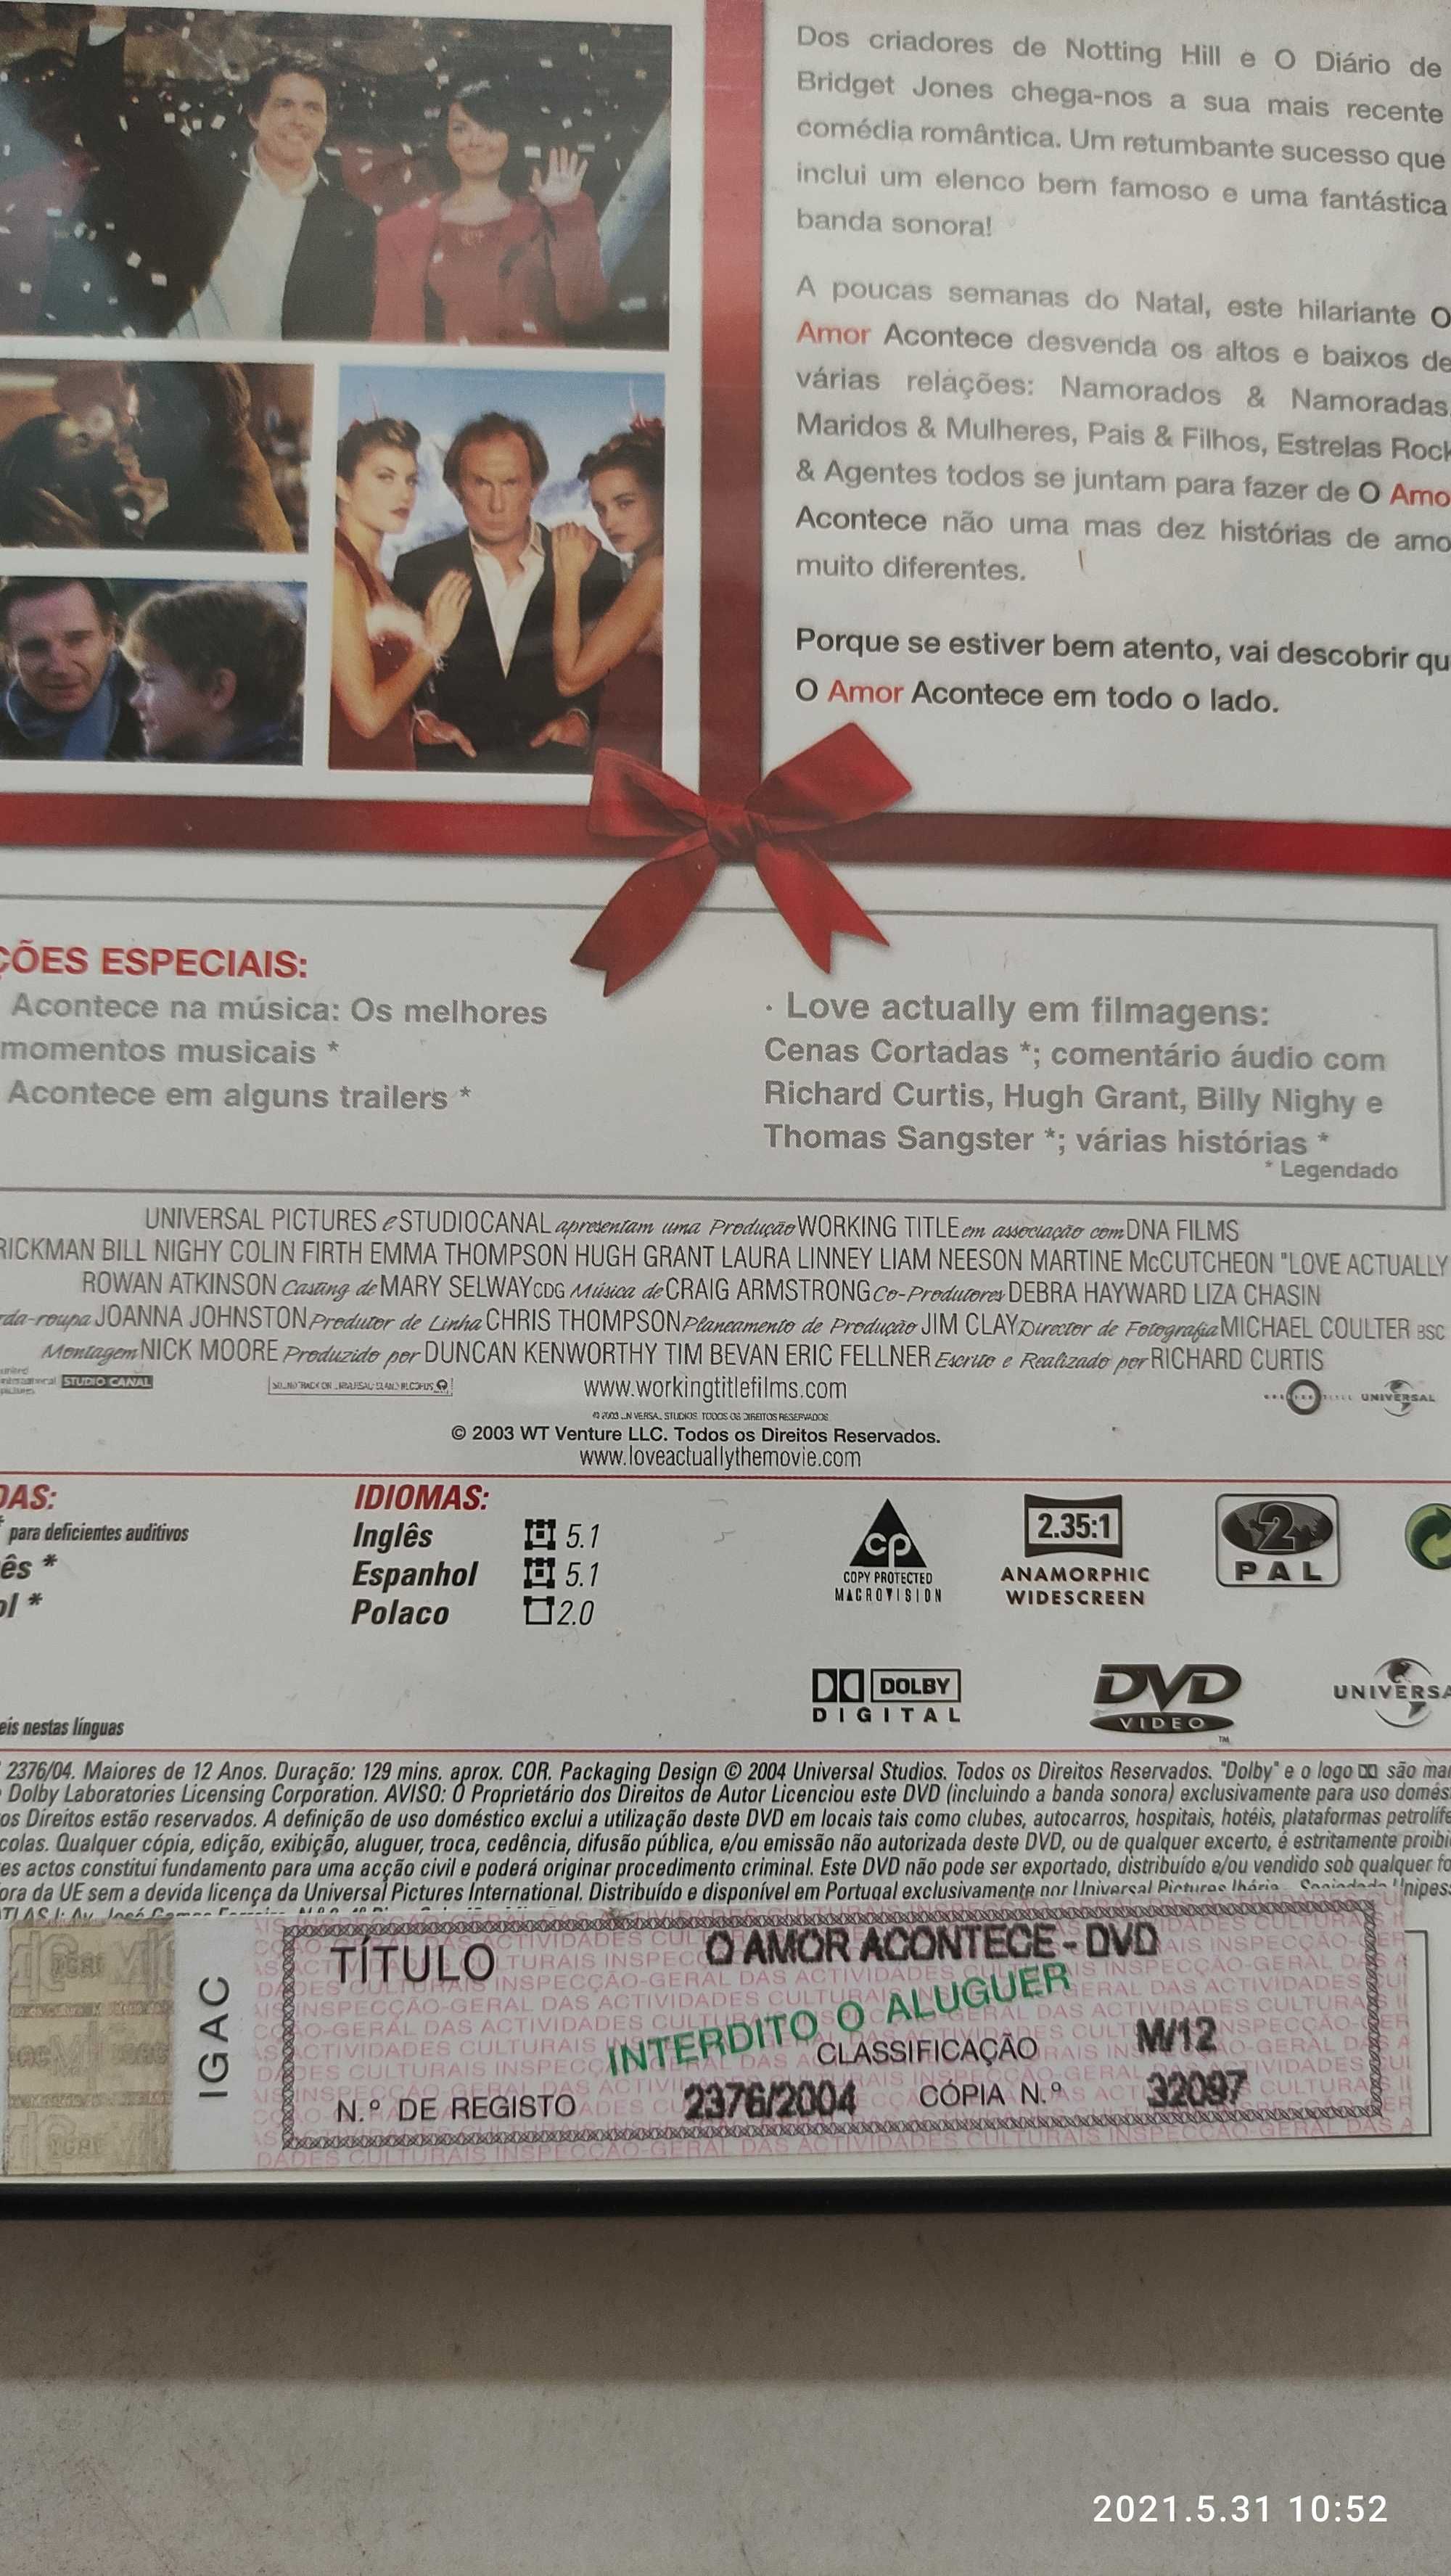 Dos criadores de Notting Hill e O Diário de
Bridget Jones chega-nos a sua mais recente
comédia romântica. Um retumbante sucesso que
inclui um elenco bem famoso e uma fantástica
banda sonora!
A poucas semanas do Natal, este hilariante O
Amor Acontece desvenda os altos e baixos de
várias relações: Namorados & Namoradas
Maridos & Mulheres, Pais & Filhos, Estrelas Rock
& Agentes todos se juntam para fazer de O Amo
Acontece não uma mas dez histórias de amo
muito diferentes.
Porque se estiver bem atento, vai descobrir qu
O Amor Acontece em todo o lado.
ÇÕES ESPECIAIS:
Acontece na música: Os melhores
momentos musicais *
Acontece em alguns trailers *
· Love actually em filmagens:
Cenas Cortadas *; comentário áudio com
Richard Curtis, Hugh Grant, Billy Nighy e
Thomas Sangster *; várias histórias *
* Legendado
UNIVERSAL PICTURES e STUDIOCANAL apresentam uma Produção WORKING TITLE em associação com DNA FILMS
RICKMAN BILL NIGHY COLIN FIRTH EMMA THOMPSON HUGH GRANT LAURA LINNEY LIAM NEESON MARTINE McCUTCHEON "LOVE ACTUALLY
ROWAN ATKINSON Casting de MARY SELWAY CDG Música de CRAIG ARMSTRONG Co-Produtores DEBRA HAYWARD LIZA CHASIN
rda-roupa JOANNA JOHNSTON Produtor de Linha CHRIS THOMPSON Planeamento de Produção JIM CLAY Director de Fotografia MICHAEL COULTER BSC
Montagem NICK MOORE Produzido por DUNCAN KENWORTHY TIM BEVAN ERIC FELLNER Escrito e Realizado por RICHARD CURTIS
STUDIO CANAL
www.workingtitlefilms.com
UNIVERSAL
© 2003 UNIVERSAL STUDIOS. TODOS OS DIREITOS RESERVADOS
© 2003 WT Venture LLC. Todos os Direitos Reservados.
www.loveactuallythemovie.com
DAS:
para deficientes auditivos
ês *
ol *
eis nestas línguas
IDIOMAS:
Inglês 5.1
Espanhol 5.1
Polaco 2.0
cp
COPY PROTECTED
MACROVISION
2.35:1
ANAMORPHIC
WIDESCREEN
2
PAL
DOLBY
DIGITAL
DVD
VIDEO
TM
UNIVERSA
2376/04. Maiores de 12 Anos. Duração: 129 mins. aprox. COR. Packaging Design © 2004 Universal Studios. Todos os Direitos Reservados. "Dolby" e o logo são mar
Dolby Laboratories Licensing Corporation. AVISO: O Proprietário dos Direitos de Autor Licenciou este DVD (incluindo a banda sonora) exclusivamente para uso domés
os Direitos estão reservados. A definição de uso doméstico exclui a utilização deste DVD em locais tais como clubes, autocarros, hospitais, hotéis, plataformas petrolífe
colas. Qualquer cópia, edição, exibição, aluguer, troca, cedência, difusão pública, e/ou emissão não autorizada deste DVD, ou de qualquer excerto, é estritamente proibi
es actos constitui fundamento para uma acção civil e poderá originar procedimento criminal. Este DVD não pode ser exportado, distribuído e/ou vendido sob qualquer fo
ora da UE sem a devida licença da Universal Pictures International. Distribuído e disponível em Portugal exclusivamente por Universal Pictures Ibéria
IGAC
TÍTULO O AMOR ACONTECE - DVD
INTERDITO O ALUGUER
CLASSIFICAÇÃO M/12
N.º DE REGISTO 2376/2004 CÓPIA N.º 32097
INSPECÇÃO-GERAL DAS ACTIVIDADES CULTURAIS
2021.5.31 10:52